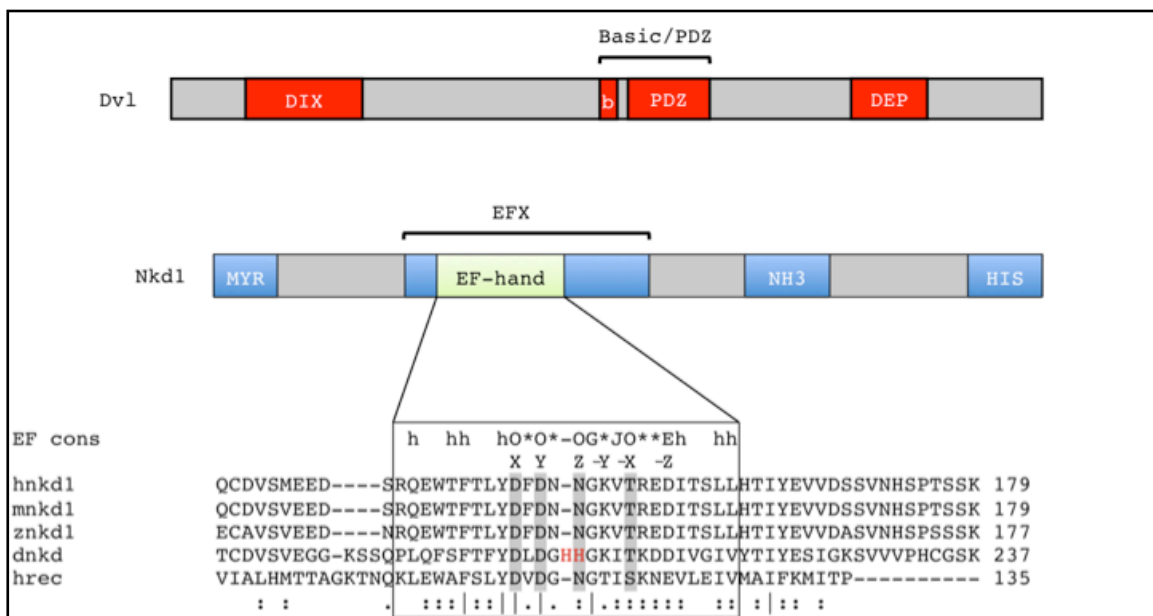 Basic/PDZ
Dvl DIX b PDZ DEP
EFX
Nkd1 MYR EF-hand NH3 HIS
EF cons h hh hO*O*-OG*JO**Eh hh
X Y Z -Y -X -Z
hnkd1 QCDVSMEED----SRQEWTFTLYDFDN-NGKVTREDITSLLHTIYEVVDSSVNHSPTSSK 179
mnkd1 QCDVSVEED----SRQEWTFTLYDFDN-NGKVTREDITSLLHTIYEVVDSSVNHSPTSSK 179
znkd1 ECAVSVEED----NRQEWTFTLYDFDN-NGKVTREDITSLLHTIYEVVDASVNHSPSSSK 177
dnkd TCDVSVEGG-KSSQPLQFSFTFYDLDGHHGKITKDDIVGIVYTIYESIGKSVVVPHCGSK 237
hrec VIALHMTTAGKTNQKLEWAFSLYDVDG-NGTISKNEVLEIVMAIFKMITP---------- 135
: : . :::|::||.|. :|.:::::::: ::| :|: :